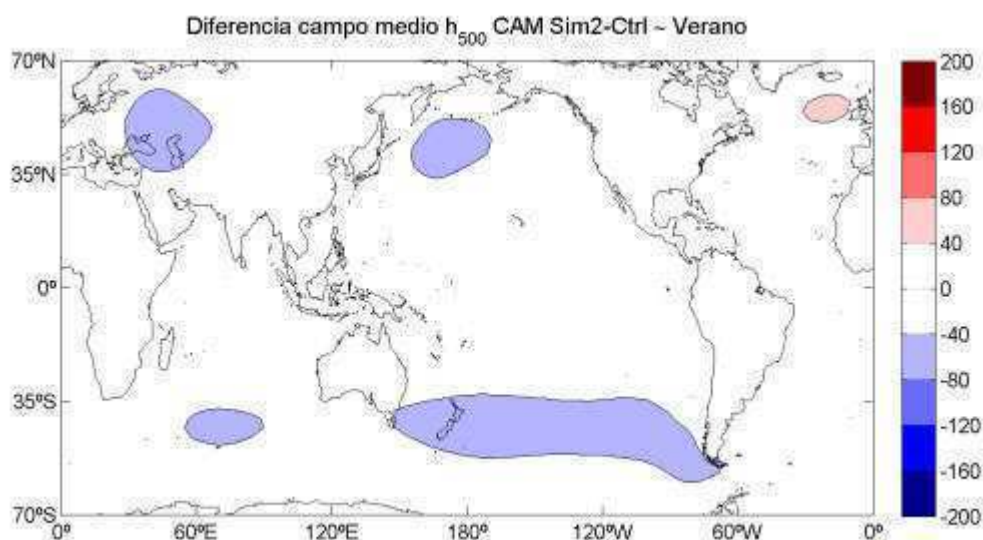 Diferencia campo medio h500 CAM Sim2-Ctrl ~ Verano
70ºN
35ºN
0º
35ºS
70ºS
0º
60ºE
120ºE
180ºW
120ºW
60ºW
0º
200
160
120
80
40
0
-40
-80
-120
-160
-200